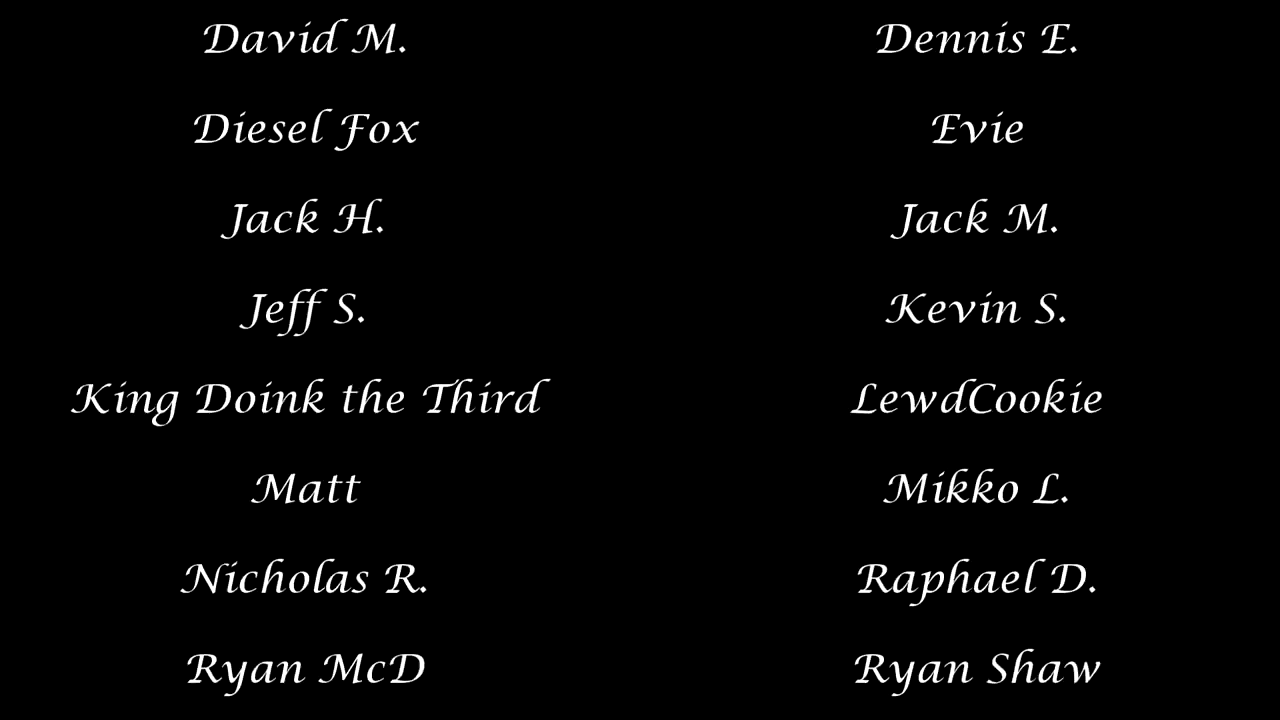 David M.
Dennis E.
Diesel Fox
Evie
Jack H.
Jack M.
Jeff S.
Kevin S.
King Doink the Third
LewdCookie
Matt
Mikko L.
Nicholas R.
Raphael D.
Ryan McD
Ryan Shaw